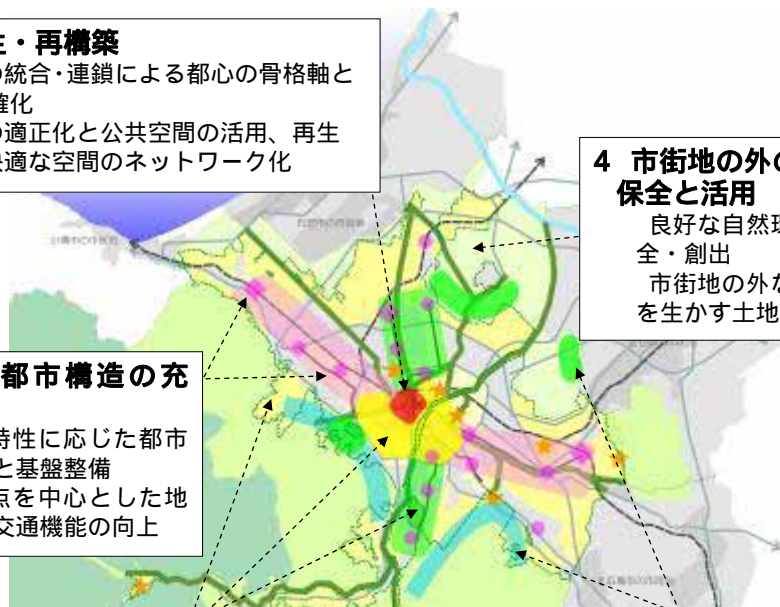 生・再構築
の統合・連鎖による都心の骨格軸と
確化
の適正化と公共空間の活用、再生
快適な空間のネットワーク化
4 市街地の外の
保全と活用
良好な自然環
全・創出
市街地の外な
を生かす土地
都市構造の充
特性に応じた都市
と基盤整備
点を中心とした地
交通機能の向上